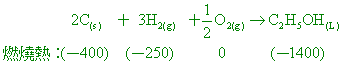 2C(s) + 3H2(g) + 1/2 O2(g) → C2H5OH(L)
燃燒熱：(−400) (−250) 0 (−1400)